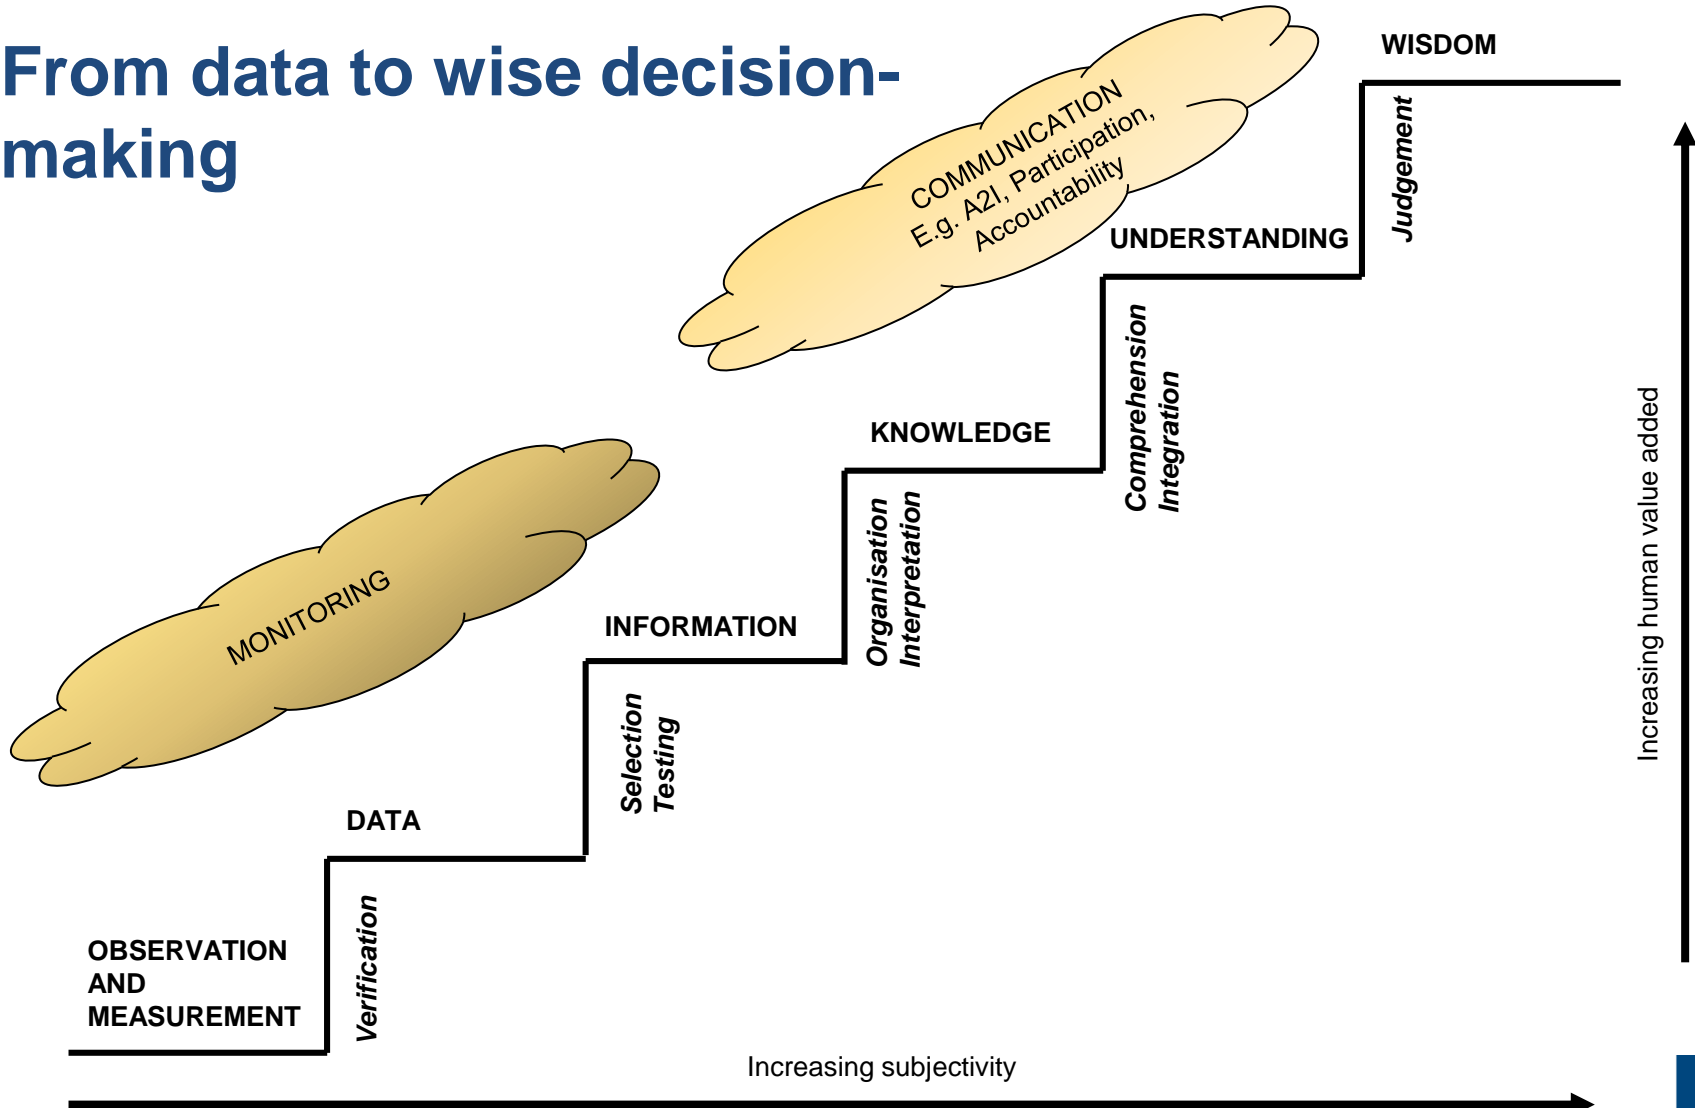 From data to wise decision-
making
WISDOM
Judgement
COMMUNICATION
E.g. A2I, Participation,
Accountability
UNDERSTANDING
Comprehension
Integration
KNOWLEDGE
Organisation
Interpretation
MONITORING
INFORMATION
Selection
Testing
DATA
Verification
OBSERVATION
AND
MEASUREMENT
Increasing human value added
Increasing subjectivity